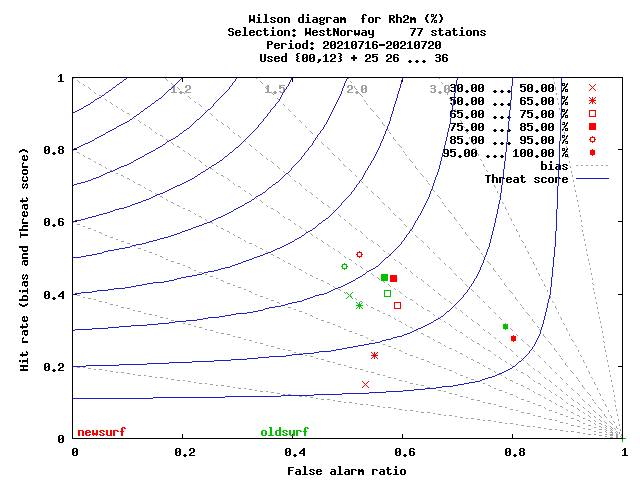 Wilson diagram for Rh2m (%)
Selection: WestNorway 77 stations
Period: 20210716-20210720
Used {00,12} + 25 26 ... 36
1.2 1.5 2.0 3.0
30.00 ... 50.00 %
50.00 ... 65.00 %
65.00 ... 75.00 %
75.00 ... 85.00 %
85.00 ... 95.00 %
95.00 ... 100.00 %
bias
Threat score
Hit rate (bias and Threat score)
1
0.8
0.6
0.4
0.2
0
newsurf oldsurf
0 0.2 0.4 0.6 0.8 1
False alarm ratio